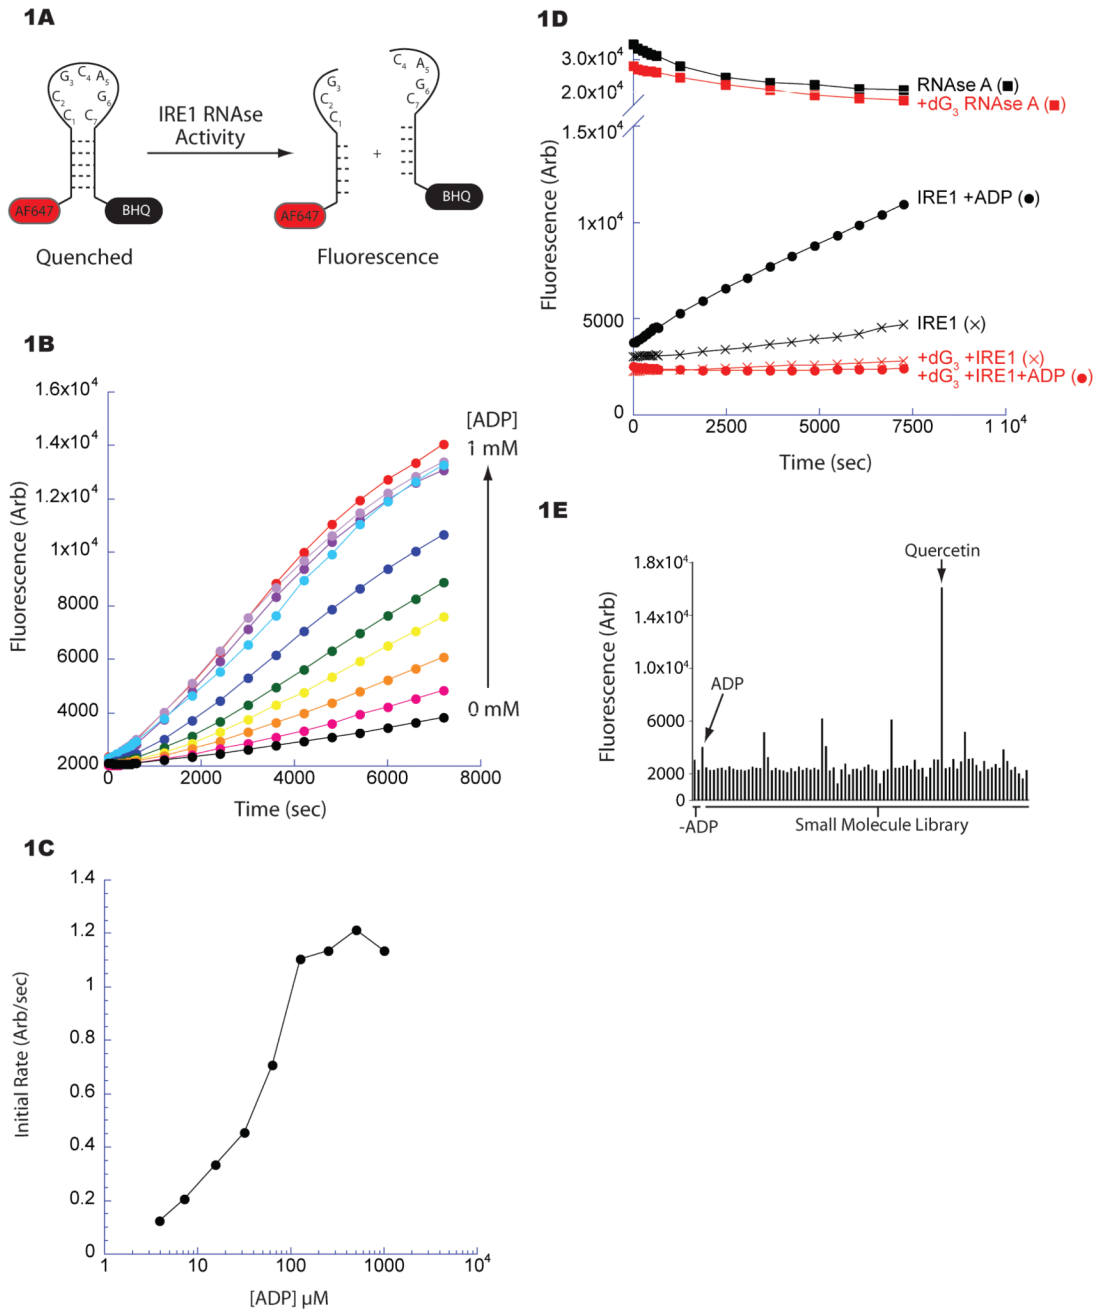 1A
G3 C4 A5
C2 G6
C1 C7
AF647 BHQ
Quenched
IRE1 RNAse
Activity
G3
C2
C1
+
C4 A5
G6
C7
AF647
BHQ
Fluorescence
1B
Fluorescence (Arb)
1.6x10^4
1.4x10^4
1.2x10^4
1x10^4
8000
6000
4000
2000
0 2000 4000 6000 8000
Time (sec)
[ADP]
1 mM
0 mM
1C
Initial Rate (Arb/sec)
1.4
1.2
1
0.8
0.6
0.4
0.2
0
1 10 100 1000 10^4
[ADP] µM
1D
Fluorescence (Arb)
3.0x10^4
2.0x10^4
1.5x10^4
1x10^4
5000
0
0 2500 5000 7500 1 10^4
Time (sec)
RNAse A (■)
+dG3 RNAse A (■)
IRE1 +ADP (●)
IRE1 (×)
+dG3 +IRE1 (×)
+dG3 +IRE1+ADP (●)
1E
Fluorescence (Arb)
1.8x10^4
1.4x10^4
1.0x10^4
6000
2000
0
Quercetin
ADP
-ADP
Small Molecule Library